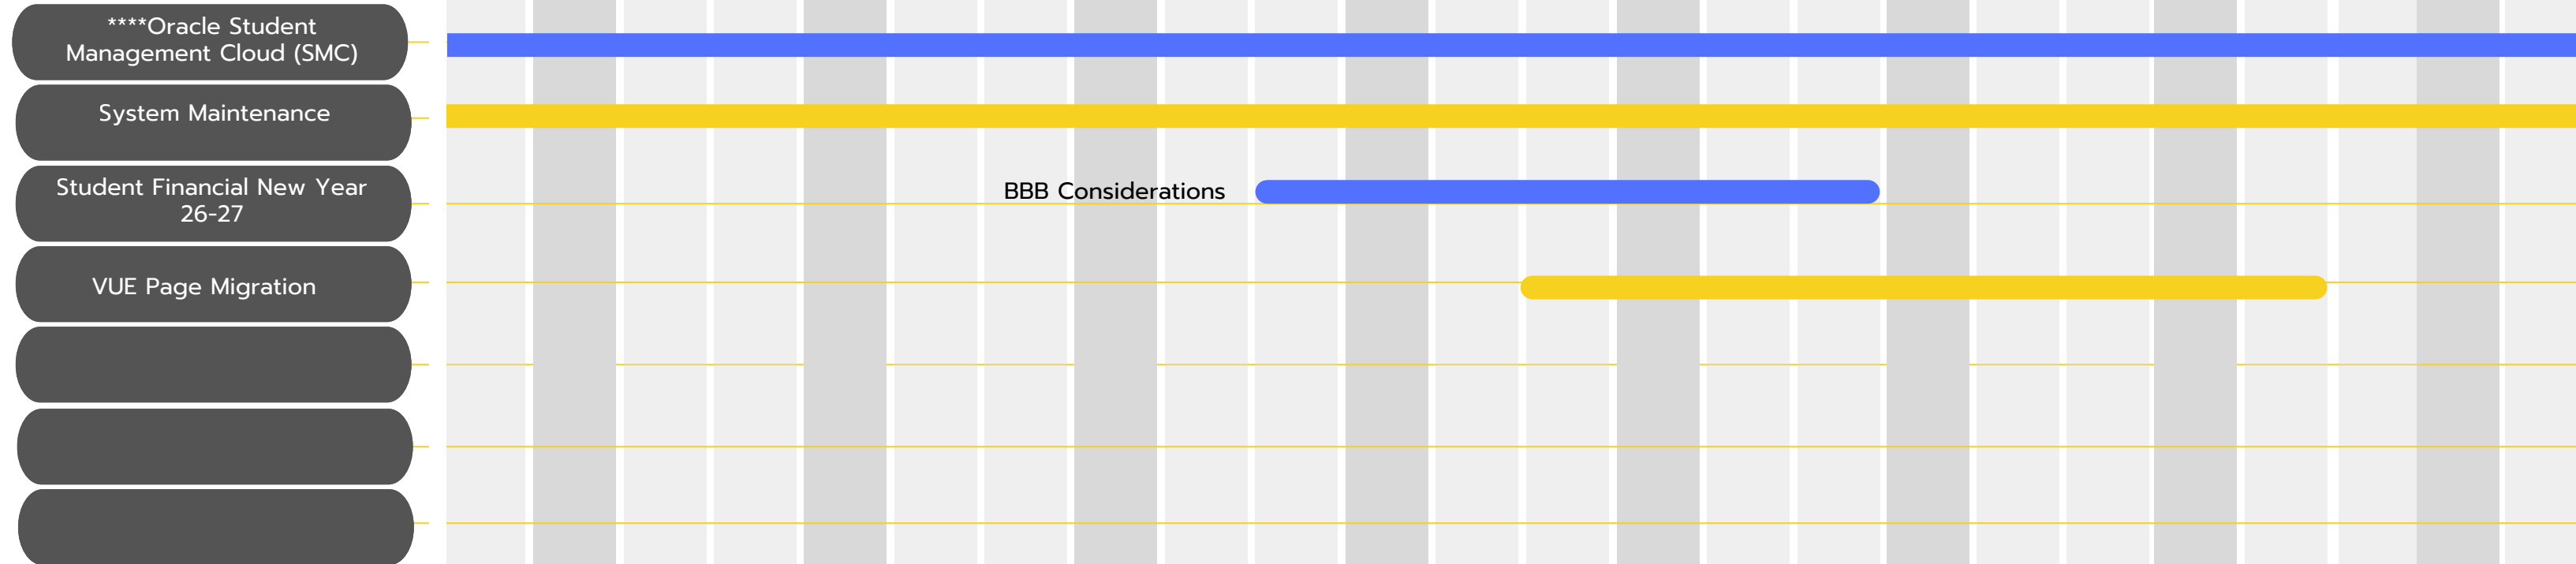 ****Oracle Student
Management Cloud (SMC)
System Maintenance
Student Financial New Year
26-27
BBB Considerations
VUE Page Migration